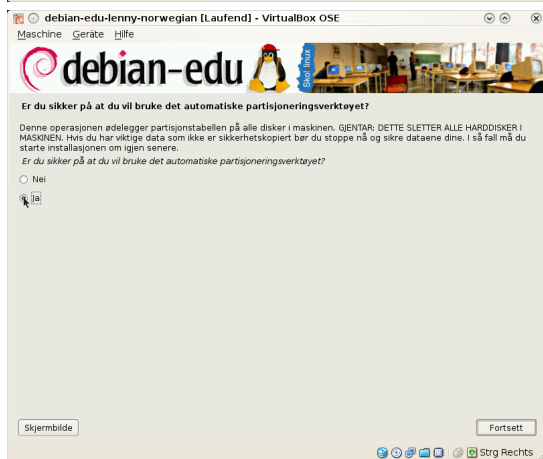 debian-edu-lenny-norwegian [Laufend] - VirtualBox OSE
Maschine Geräte Hilfe
debian-edu
Skolelinux
Er du sikker på at du vil bruke det automatiske partisjoneringsverktøyet?
Denne operasjonen ødelegger partisjonstabellen på alle disker i maskinen. GJENTAR: DETTE SLETTER ALLE HARDDISKER I
MASKINEN. Hvis du har viktige data som ikke er sikkerhetskopiert bør du stoppe nå og sikre dataene dine. I så fall må du
starte installasjonen om igjen senere.
Er du sikker på at du vil bruke det automatiske partisjoneringsverktøyet?
Nei
Ja
Skjermbilde
Fortsett
Strg Rechts